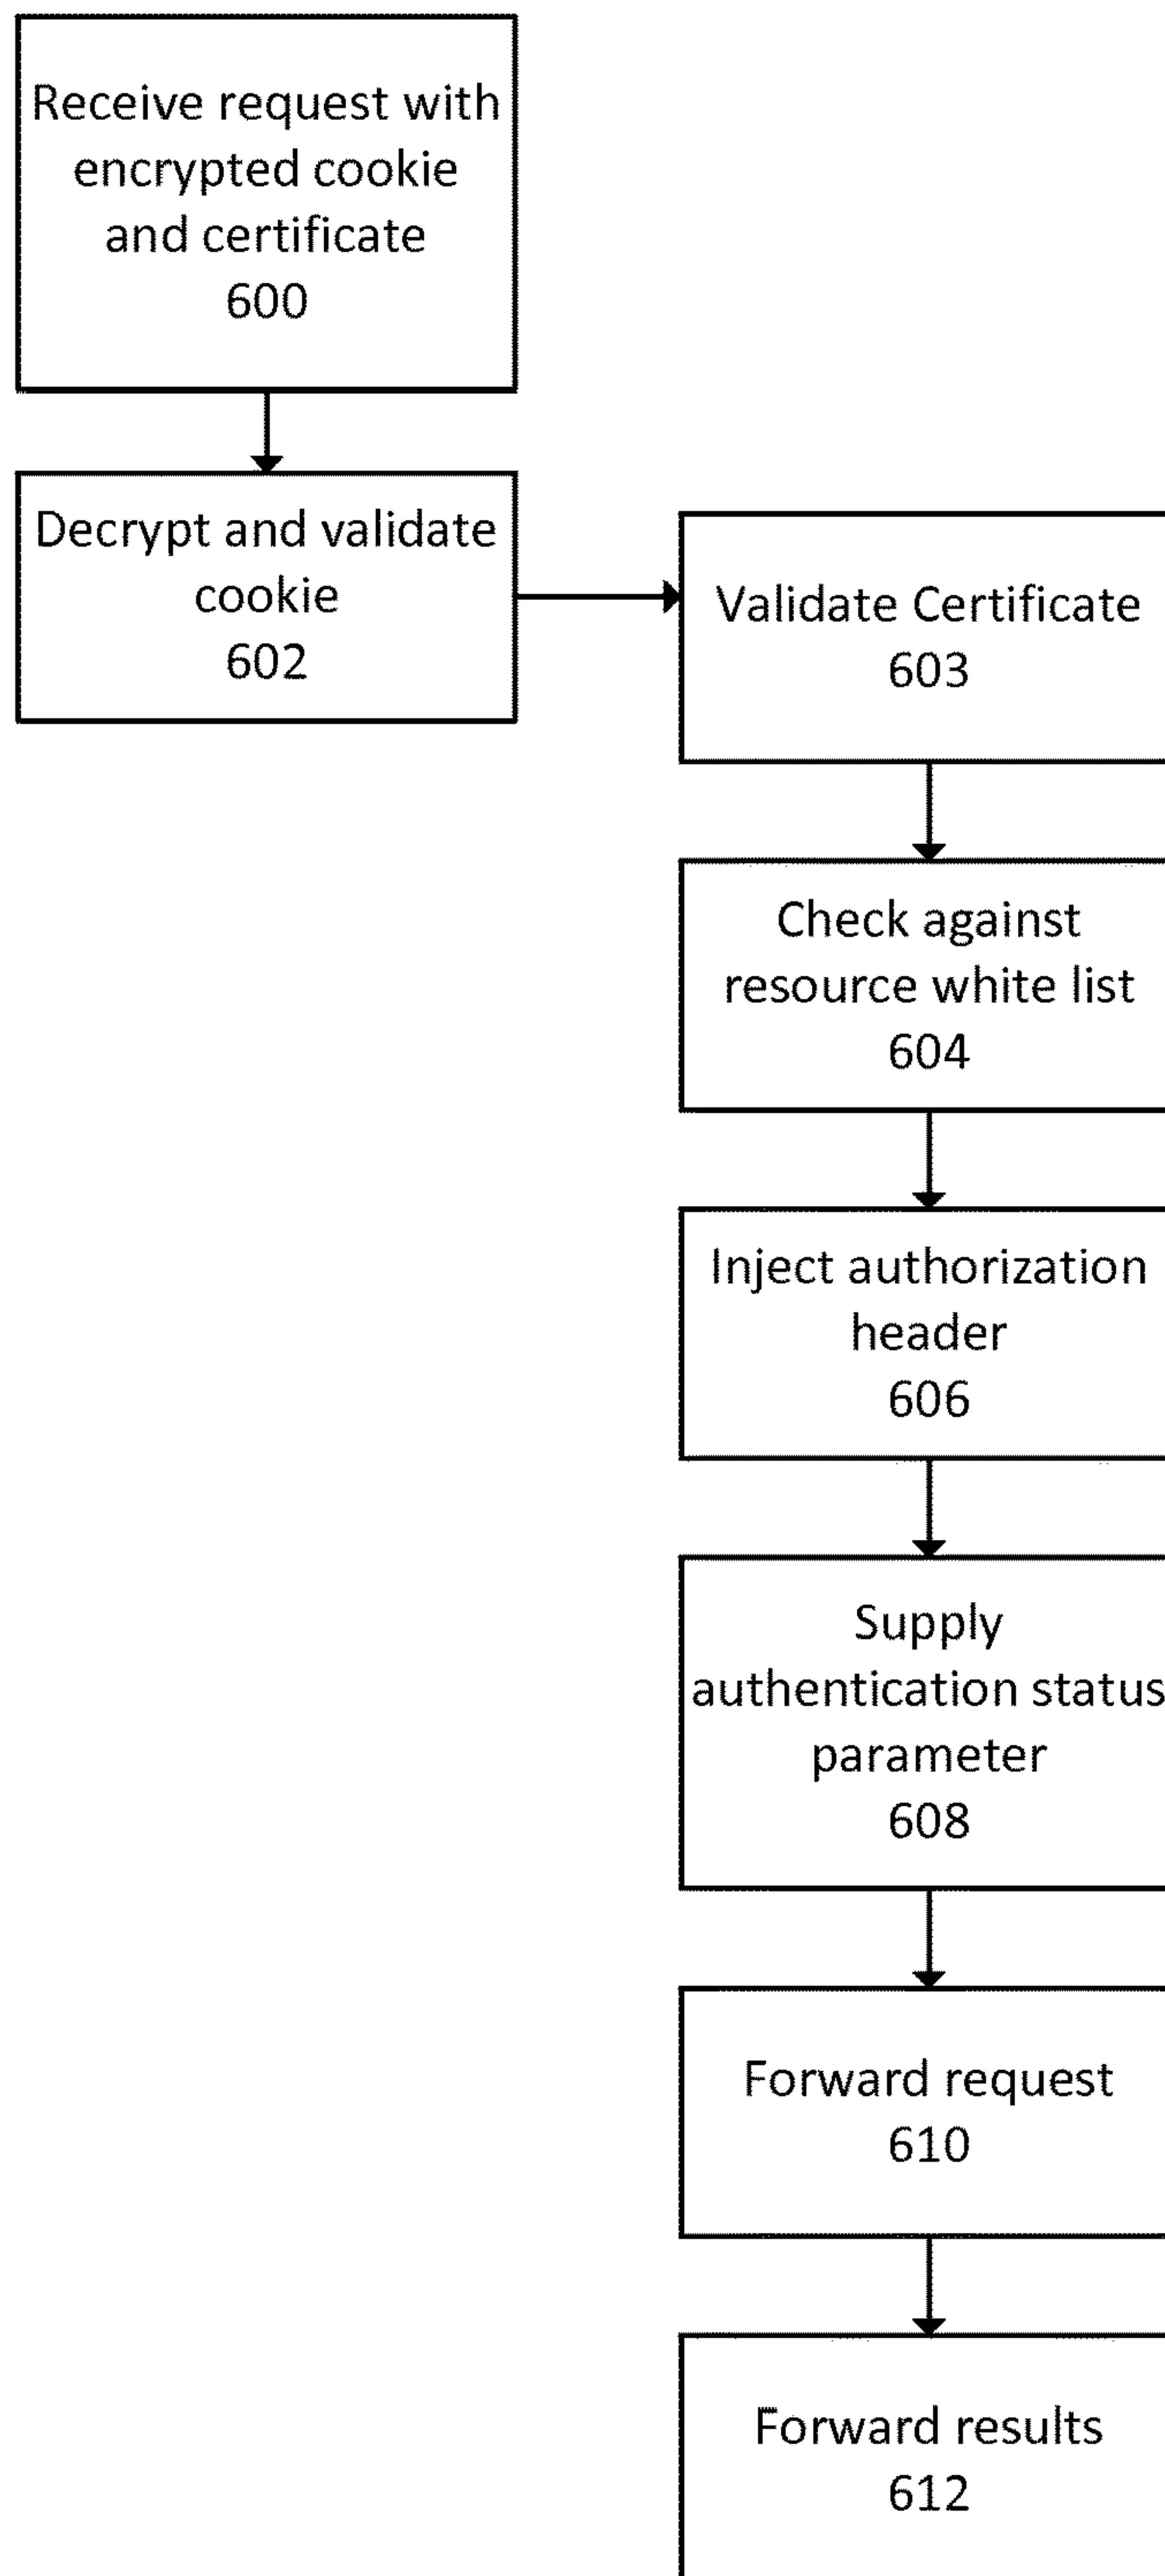 Receive request with
encrypted cookie
and certificate
600
Decrypt and validate
cookie
602
Validate Certificate
603
Check against
resource white list
604
Inject authorization
header
606
Supply
authentication status
parameter
608
Forward request
610
Forward results
612